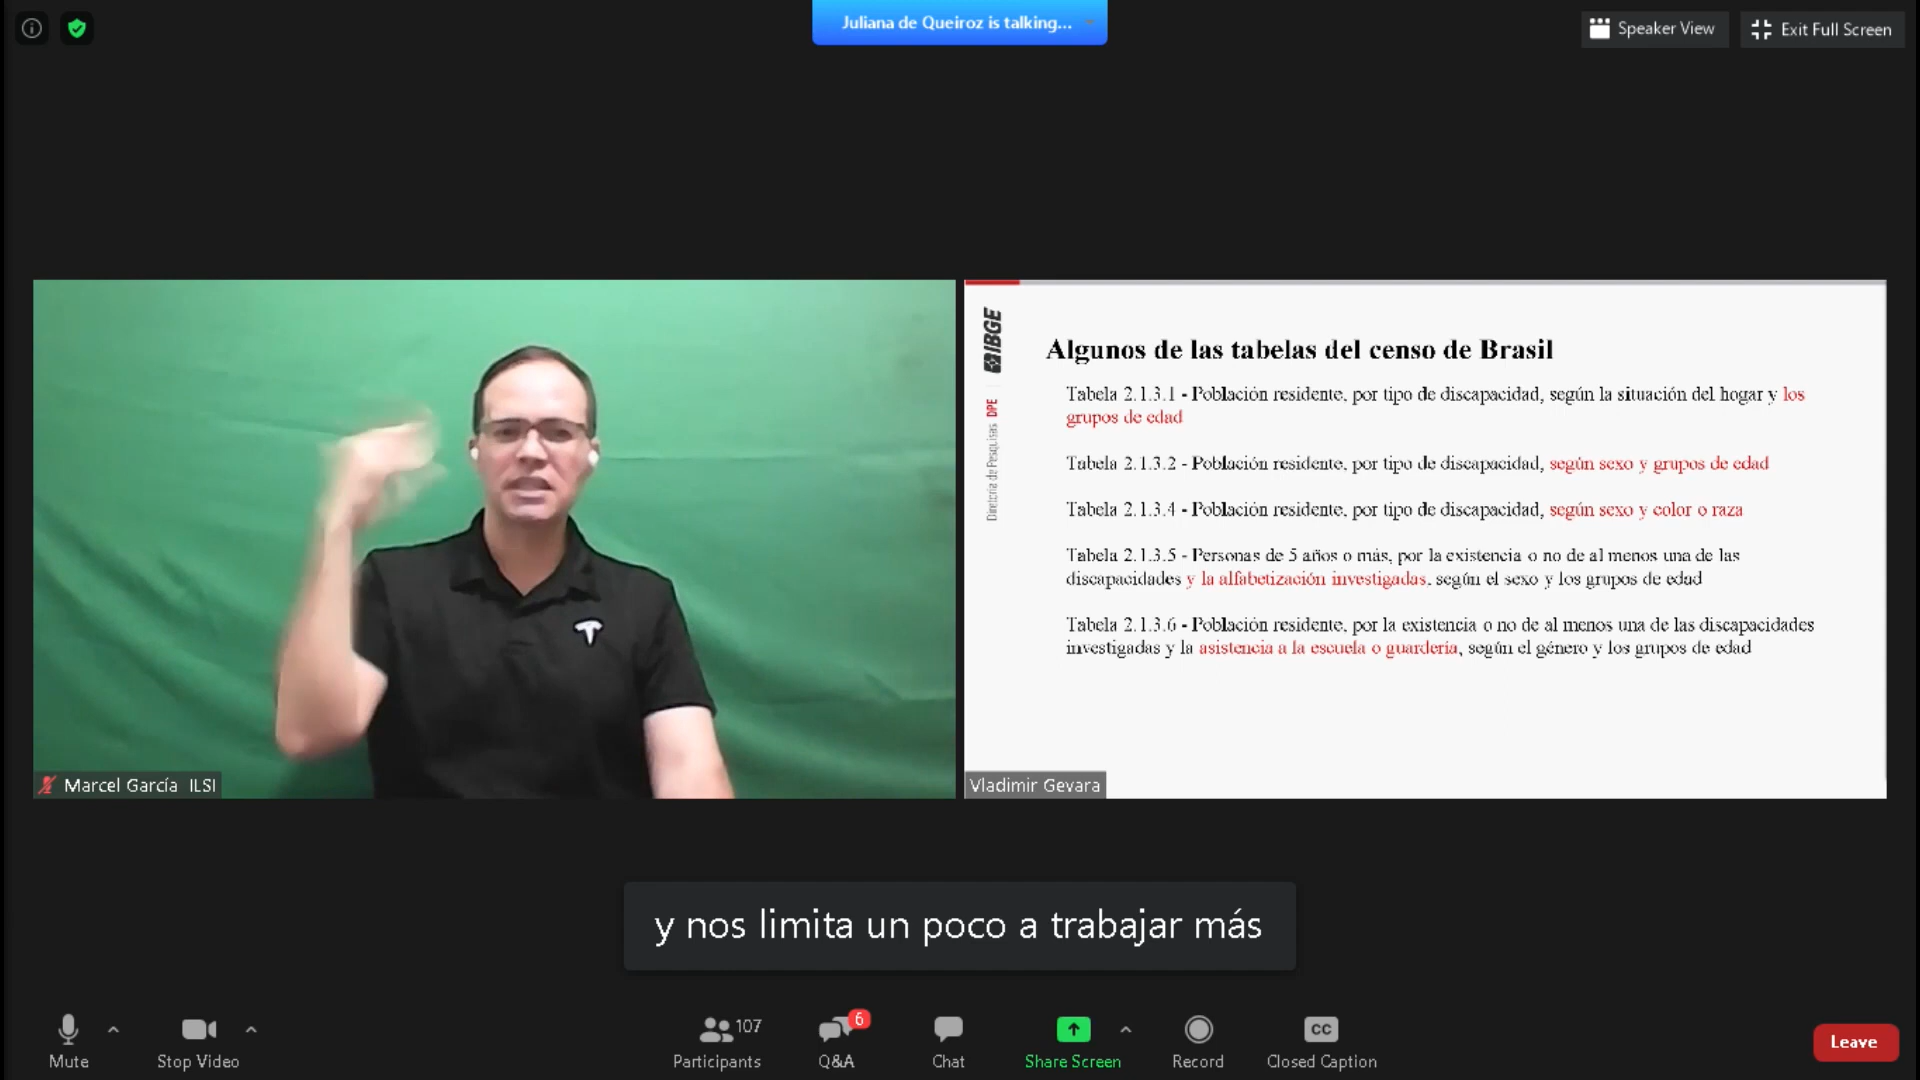 Juliana de Queiroz is talking...
Speaker View
Exit Full Screen
IBGE
DPE
Diretoria de Pesquisas
Algunos de las tabelas del censo de Brasil
Tabela 2.1.3.1 - Población residente, por tipo de discapacidad, según la situación del hogar y los
grupos de edad
Tabela 2.1.3.2 - Población residente, por tipo de discapacidad, según sexo y grupos de edad
Tabela 2.1.3.4 - Población residente, por tipo de discapacidad, según sexo y color o raza
Tabela 2.1.3.5 - Personas de 5 años o más, por la existencia o no de al menos una de las
discapacidades y la alfabetización investigadas, según el sexo y los grupos de edad
Tabela 2.1.3.6 - Población residente, por la existencia o no de al menos una de las discapacidades
investigadas y la asistencia a la escuela o guardería, según el género y los grupos de edad
Marcel García ILSI
Vladimir Gevara
y nos limita un poco a trabajar más
Mute
Stop Video
107
Participants
6
Q&A
Chat
Share Screen
Record
CC
Closed Caption
Leave